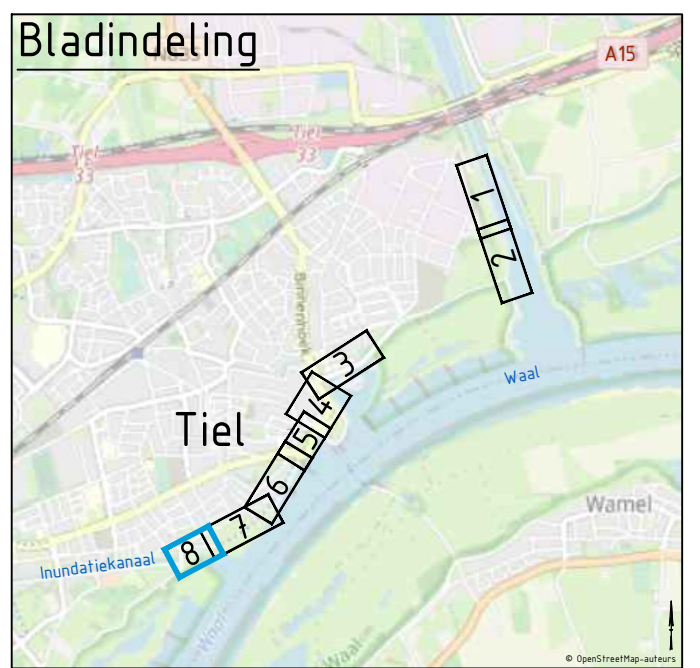 Bladindeling
A15
Tiel
33
Tiel
33
1
2
Binnenhoek
3
Waal
4
Tiel
5
6
Wamel
7
8
Inundatiekanaal
Waal
Waal
© OpenStreetMap-auteurs